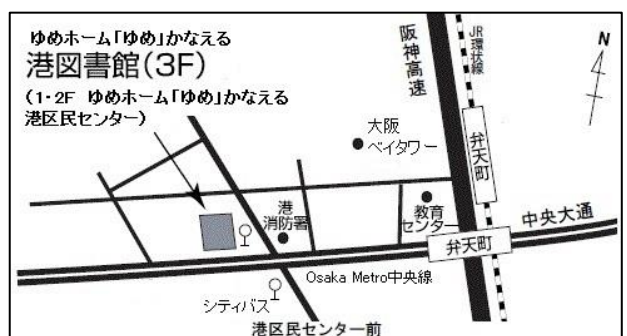 ゆめホーム「ゆめ」かなえる
港図書館(3F)
(1・2F ゆめホーム「ゆめ」かなえる
港区民センター)
阪神高速
JR環状線
N
大阪
ベイタワー
弁天町
港
消防署
教育
センター
中央大通
弁天町
Osaka Metro中央線
シティバス
港区民センター前